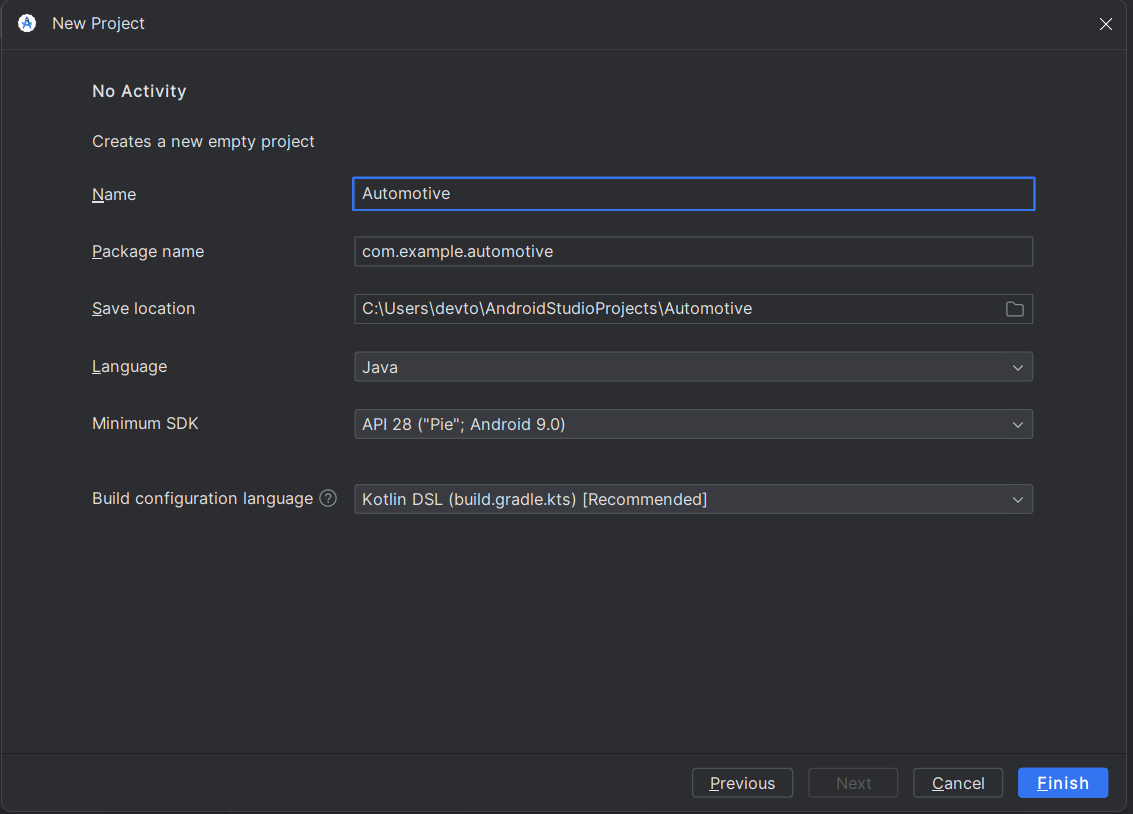 New Project
No Activity
Creates a new empty project
Name Automotive
Package name com.example.automotive
Save location C:\Users\devto\AndroidStudioProjects\Automotive
Language Java
Minimum SDK API 28 ("Pie"; Android 9.0)
Build configuration language ? Kotlin DSL (build.gradle.kts) [Recommended]
Previous Next Cancel Finish